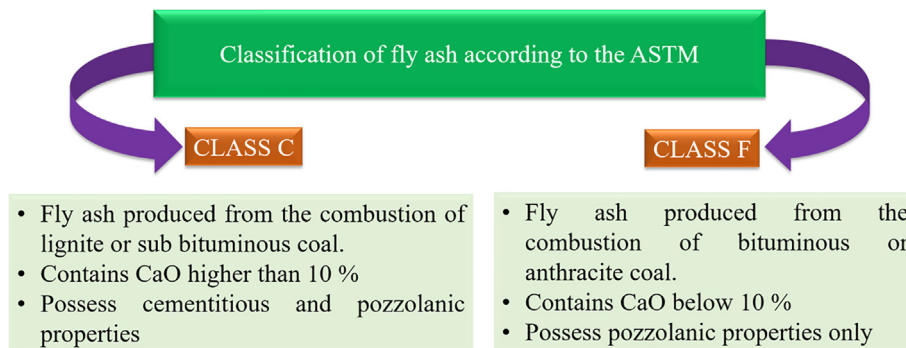 Classification of fly ash according to the ASTM
CLASS C
CLASS F
• Fly ash produced from the combustion of
lignite or sub bituminous coal.
• Contains CaO higher than 10 %
• Possess cementitious and pozzolanic
properties
• Fly ash produced from the
combustion of bituminous or
anthracite coal.
• Contains CaO below 10 %
• Possess pozzolanic properties only